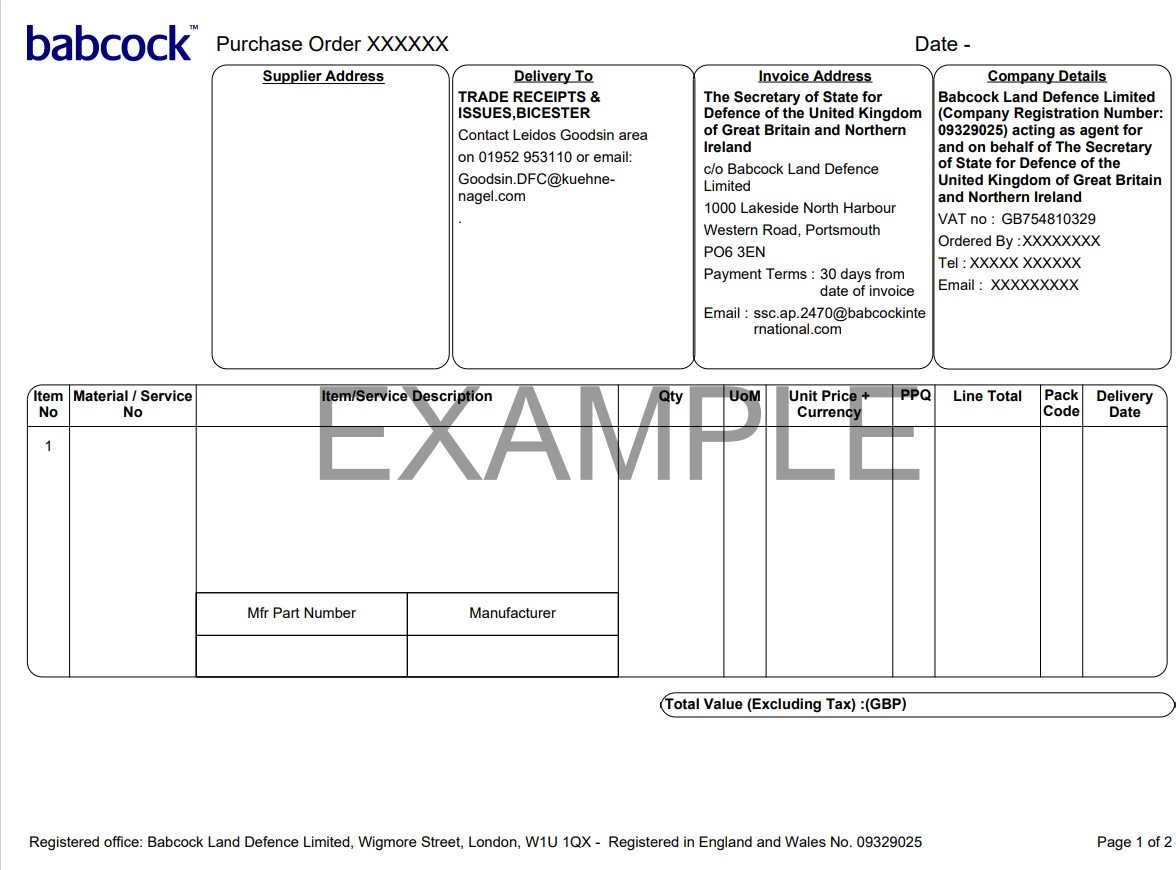 babcock™
Purchase Order XXXXXX
Date -
Supplier Address
Delivery To
TRADE RECEIPTS &
ISSUES,BICESTER
Contact Leidos Goodsin area
on 01952 953110 or email:
Goodsin.DFC@kuehne-
nagel.com
.
Invoice Address
The Secretary of State for
Defence of the United Kingdom
of Great Britain and Northern
Ireland
c/o Babcock Land Defence
Limited
1000 Lakeside North Harbour
Western Road, Portsmouth
PO6 3EN
Payment Terms : 30 days from
date of invoice
Email : ssc.ap.2470@babcockinte
rnational.com
Company Details
Babcock Land Defence Limited
(Company Registration Number:
09329025) acting as agent for
and on behalf of The Secretary
of State for Defence of the
United Kingdom of Great Britain
and Northern Ireland
VAT no : GB754810329
Ordered By :XXXXXXXX
Tel : XXXXX XXXXXX
Email : XXXXXXXXX
Item
No
Material / Service
No
Item/Service Description
Qty
UoM
Unit Price +
Currency
PPQ
Line Total
Pack
Code
Delivery
Date
1
EXAMPLE
Mfr Part Number
Manufacturer
Total Value (Excluding Tax) :(GBP)
Registered office: Babcock Land Defence Limited, Wigmore Street, London, W1U 1QX - Registered in England and Wales No. 09329025
Page 1 of 2